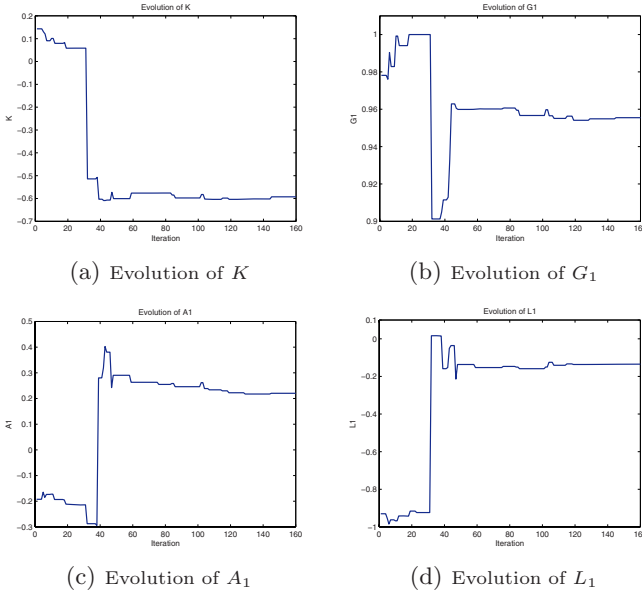 Evolution of K
0.2
0.1
0
−0.1
−0.2
−0.3
−0.4
−0.5
−0.6
−0.7
K
0 20 40 60 80 100 120 140 160
Iteration
(a) Evolution of K
Evolution of G1
1
0.98
0.96
0.94
0.92
0.9
G1
0 20 40 60 80 100 120 140 160
Iteration
(b) Evolution of G₁
Evolution of A1
0.5
0.4
0.3
0.2
0.1
0
−0.1
−0.2
−0.3
A1
0 20 40 60 80 100 120 140 160
Iteration
(c) Evolution of A₁
Evolution of L1
0.1
0
−0.2
−0.4
−0.6
−0.8
−1
L1
0 20 40 60 80 100 120 140 160
Iteration
(d) Evolution of L₁